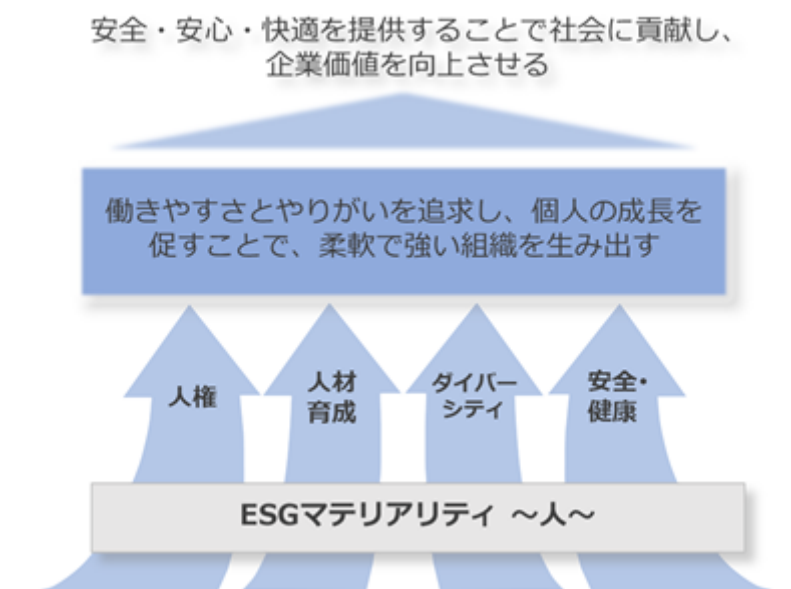 安全・安心・快適を提供することで社会に貢献し、
企業価値を向上させる
働きやすさとやりがいを追求し、個人の成長を
促すことで、柔軟で強い組織を生み出す
人権
人材
育成
ダイバー
シティ
安全・
健康
ESGマテリアリティ ～人～